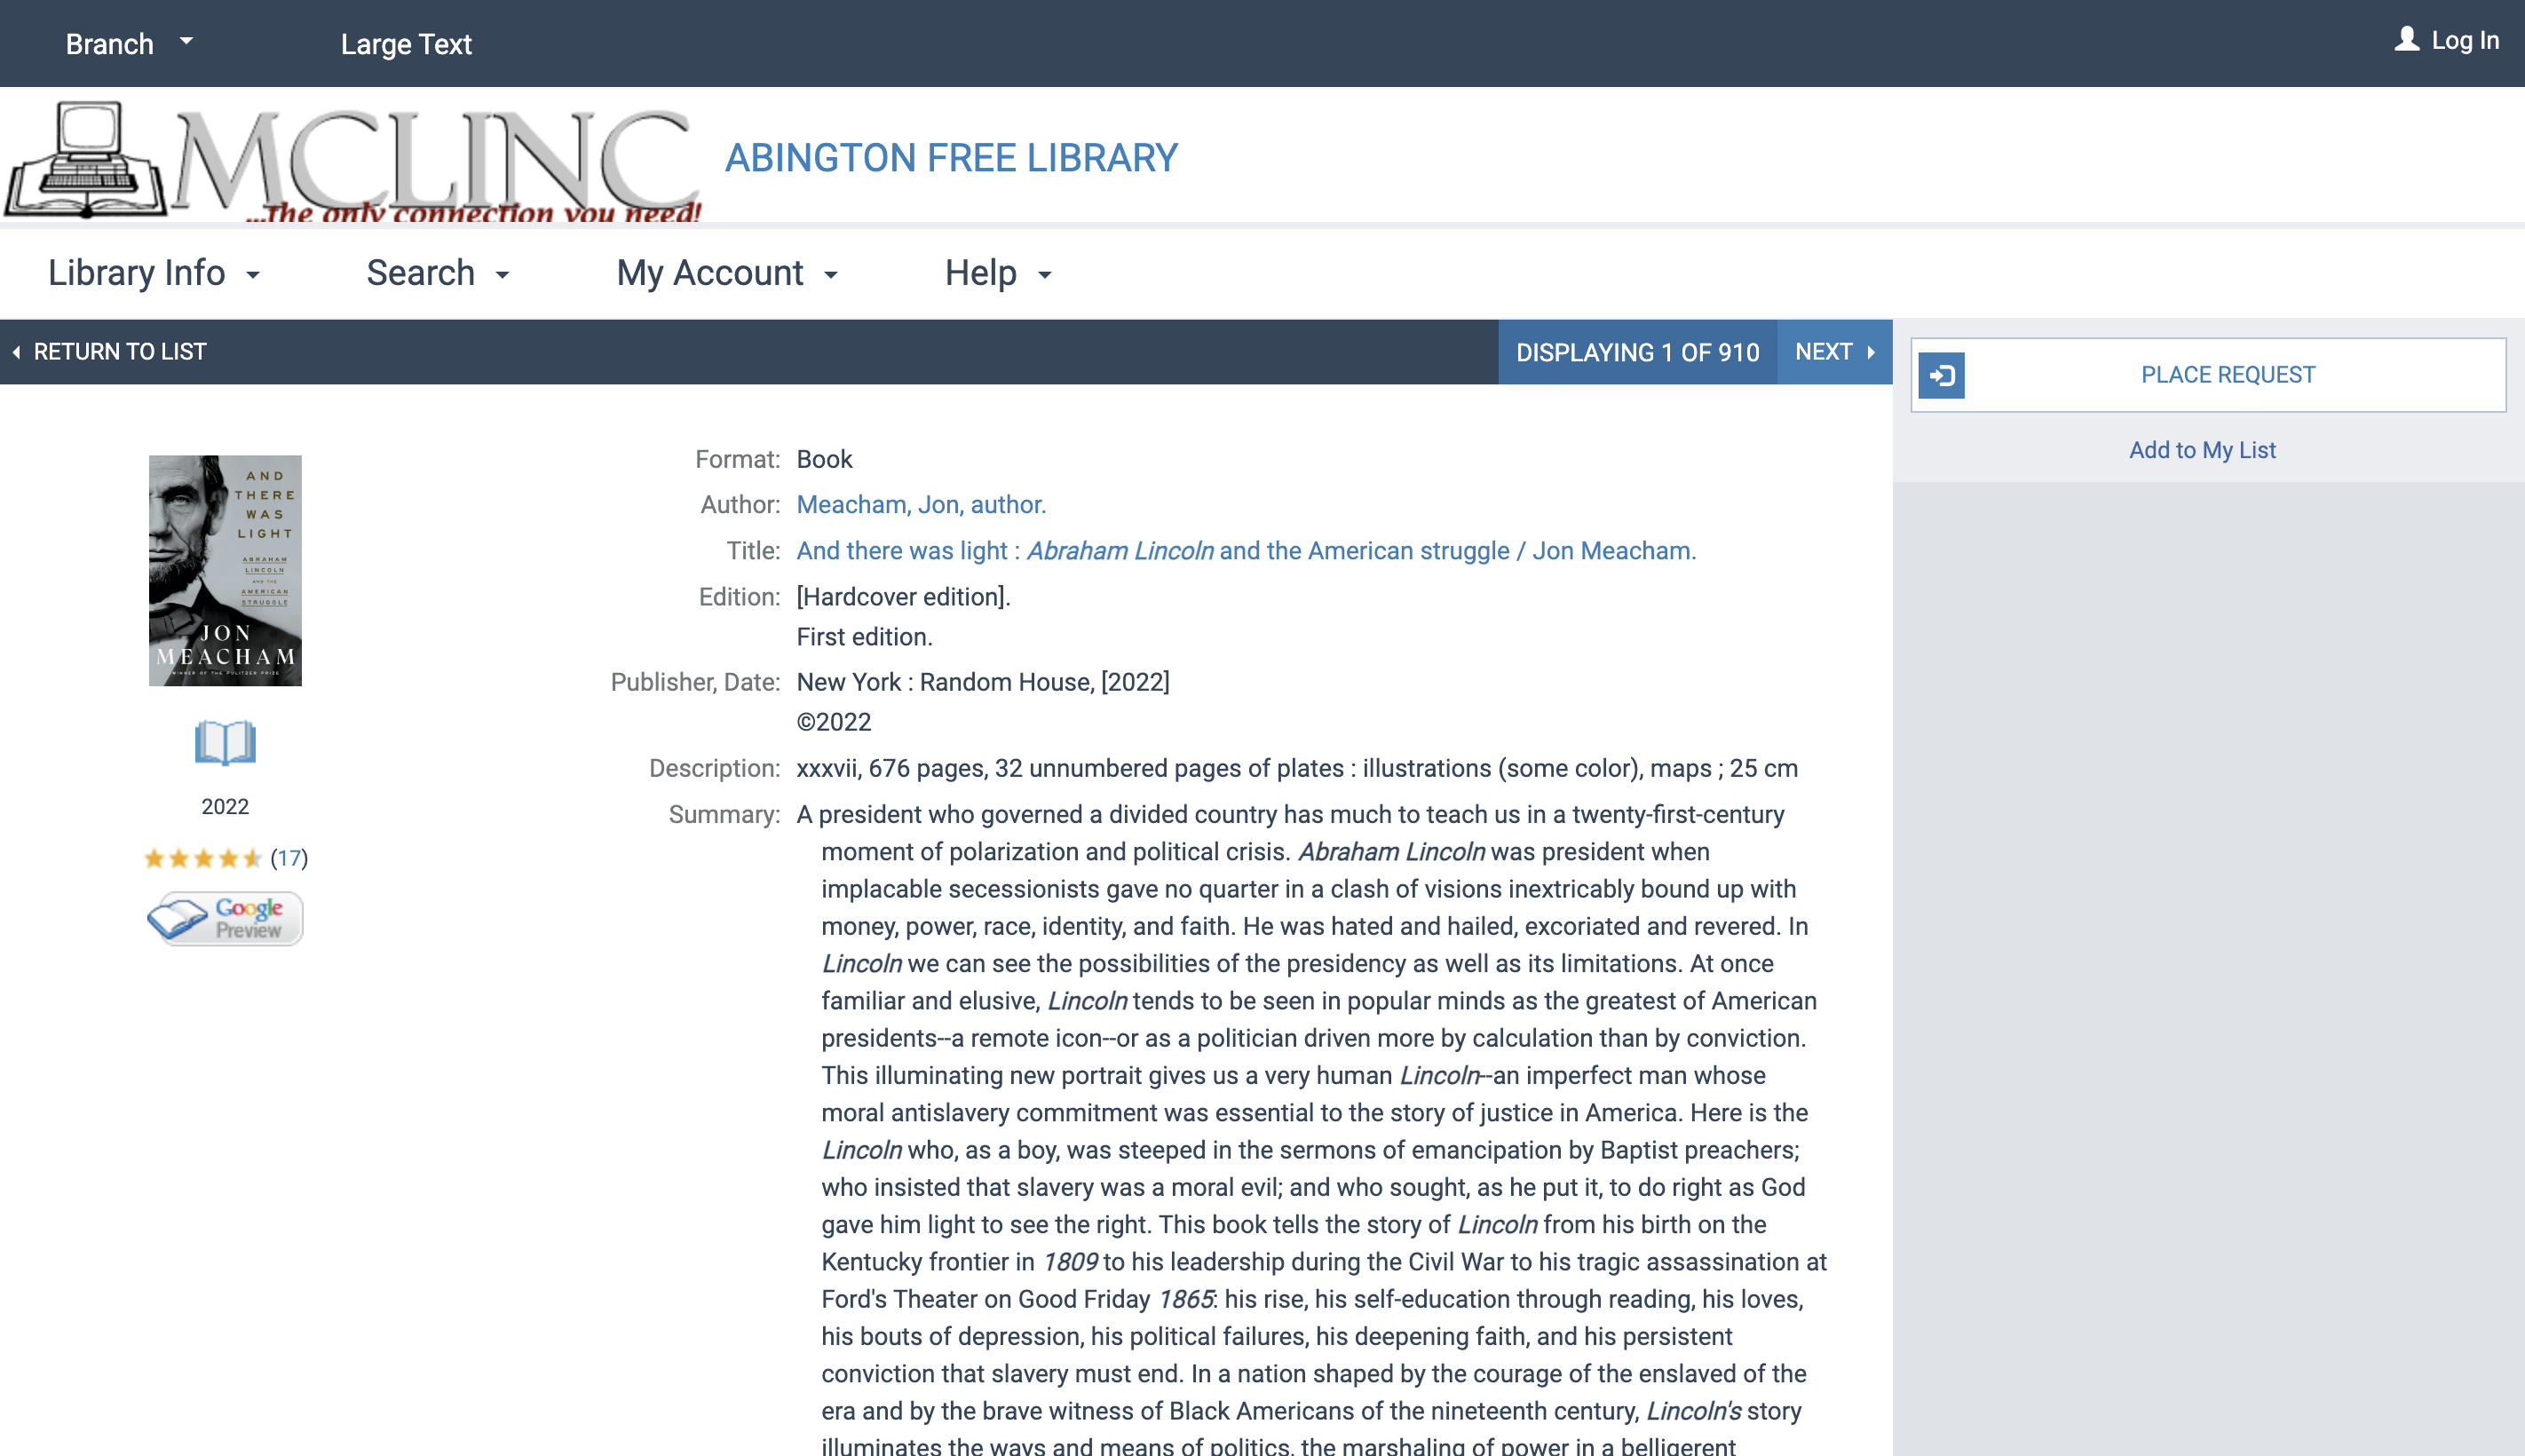 Branch
Large Text
Log In
MCLINC
...the only connection you need!
ABINGTON FREE LIBRARY
Library Info
Search
My Account
Help
RETURN TO LIST
DISPLAYING 1 OF 910
NEXT
PLACE REQUEST
Add to My List
AND
THERE
WAS
LIGHT
ABRAHAM
LINCOLN
AND THE
AMERICAN
STRUGGLE
JON
MEACHAM
WINNER OF THE PULITZER PRIZE
2022
(17)
Google
Preview
Format: Book
Author: Meacham, Jon, author.
Title: And there was light : Abraham Lincoln and the American struggle / Jon Meacham.
Edition: [Hardcover edition].
First edition.
Publisher, Date: New York : Random House, [2022]
©2022
Description: xxxvii, 676 pages, 32 unnumbered pages of plates : illustrations (some color), maps ; 25 cm
Summary: A president who governed a divided country has much to teach us in a twenty-first-century
moment of polarization and political crisis. Abraham Lincoln was president when
implacable secessionists gave no quarter in a clash of visions inextricably bound up with
money, power, race, identity, and faith. He was hated and hailed, excoriated and revered. In
Lincoln we can see the possibilities of the presidency as well as its limitations. At once
familiar and elusive, Lincoln tends to be seen in popular minds as the greatest of American
presidents--a remote icon--or as a politician driven more by calculation than by conviction.
This illuminating new portrait gives us a very human Lincoln--an imperfect man whose
moral antislavery commitment was essential to the story of justice in America. Here is the
Lincoln who, as a boy, was steeped in the sermons of emancipation by Baptist preachers;
who insisted that slavery was a moral evil; and who sought, as he put it, to do right as God
gave him light to see the right. This book tells the story of Lincoln from his birth on the
Kentucky frontier in 1809 to his leadership during the Civil War to his tragic assassination at
Ford's Theater on Good Friday 1865: his rise, his self-education through reading, his loves,
his bouts of depression, his political failures, his deepening faith, and his persistent
conviction that slavery must end. In a nation shaped by the courage of the enslaved of the
era and by the brave witness of Black Americans of the nineteenth century, Lincoln's story
illuminates the ways and means of politics, the marshaling of power in a belligerent